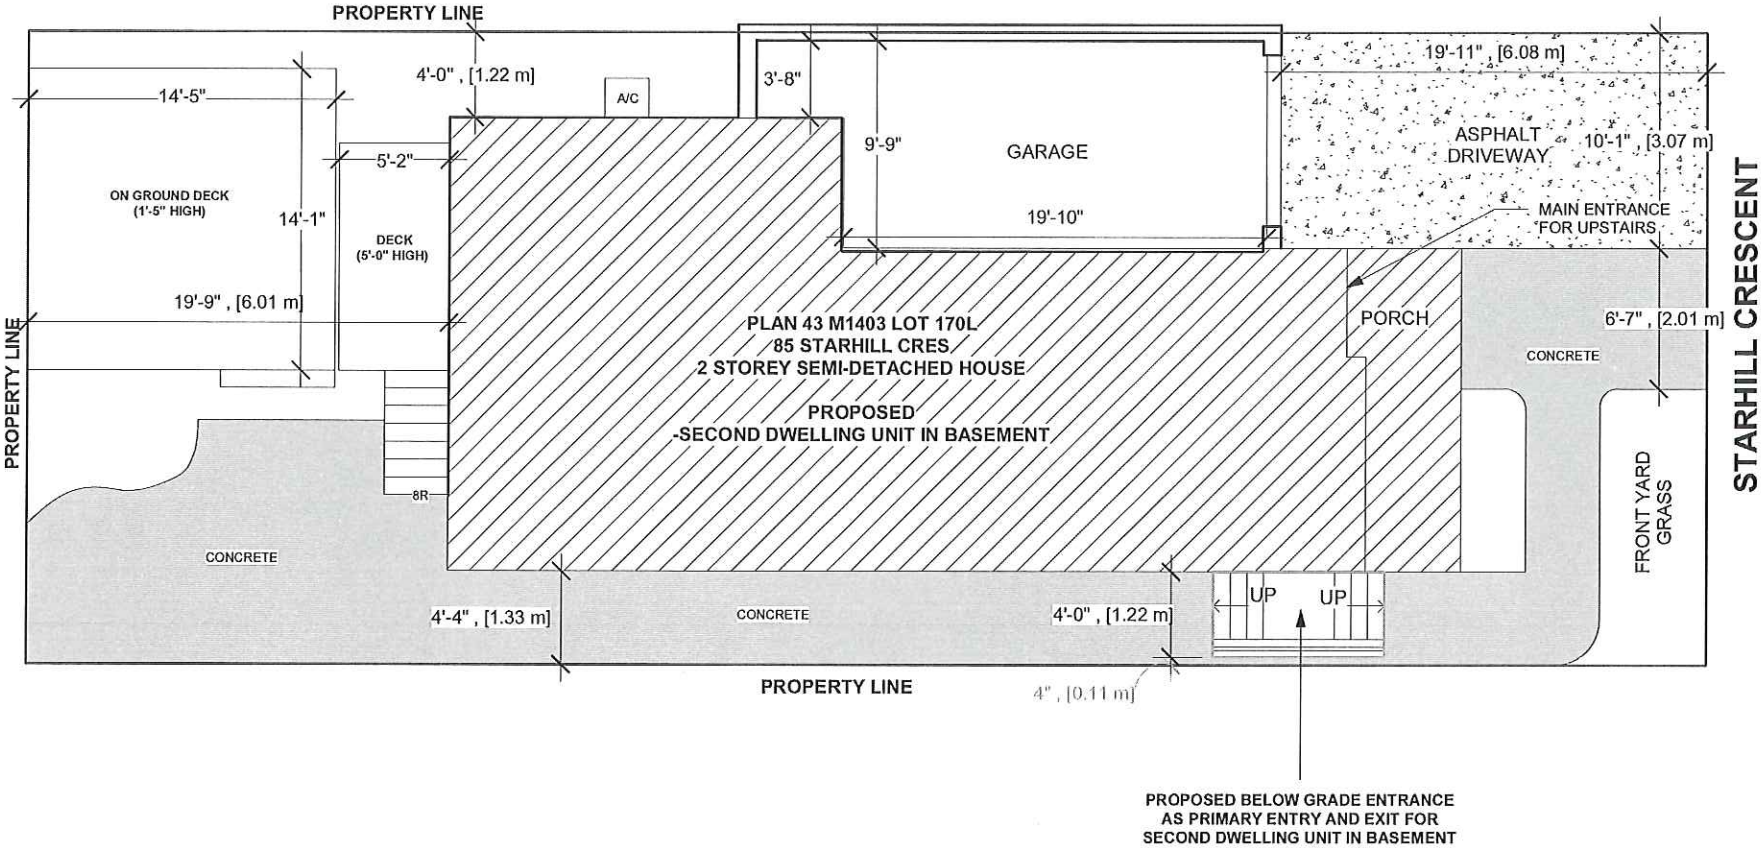 PROPERTY LINE
4'-0" , [1.22 m]
3'-8"
19'-11" , [6.08 m]
14'-5"
A/C
9'-9"
GARAGE
ASPHALT
DRIVEWAY
10'-1" , [3.07 m]
5'-2"
ON GROUND DECK
(1'-5" HIGH)
14'-1"
19'-10"
MAIN ENTRANCE
FOR UPSTAIRS
DECK
(5'-0" HIGH)
19'-9" , [6.01 m]
PLAN 43 M1403 LOT 170L
85 STARHILL CRES,
2 STOREY SEMI-DETACHED HOUSE
PROPOSED
-SECOND DWELLING UNIT IN BASEMENT
PORCH
6'-7" , [2.01 m]
CONCRETE
STARHILL CRESCENT
PROPERTY LINE
8R
FRONT YARD
GRASS
CONCRETE
4'-4" , [1.33 m]
CONCRETE
4'-0" , [1.22 m]
UP
UP
PROPERTY LINE
4" , [0.11 m]
PROPOSED BELOW GRADE ENTRANCE
AS PRIMARY ENTRY AND EXIT FOR
SECOND DWELLING UNIT IN BASEMENT